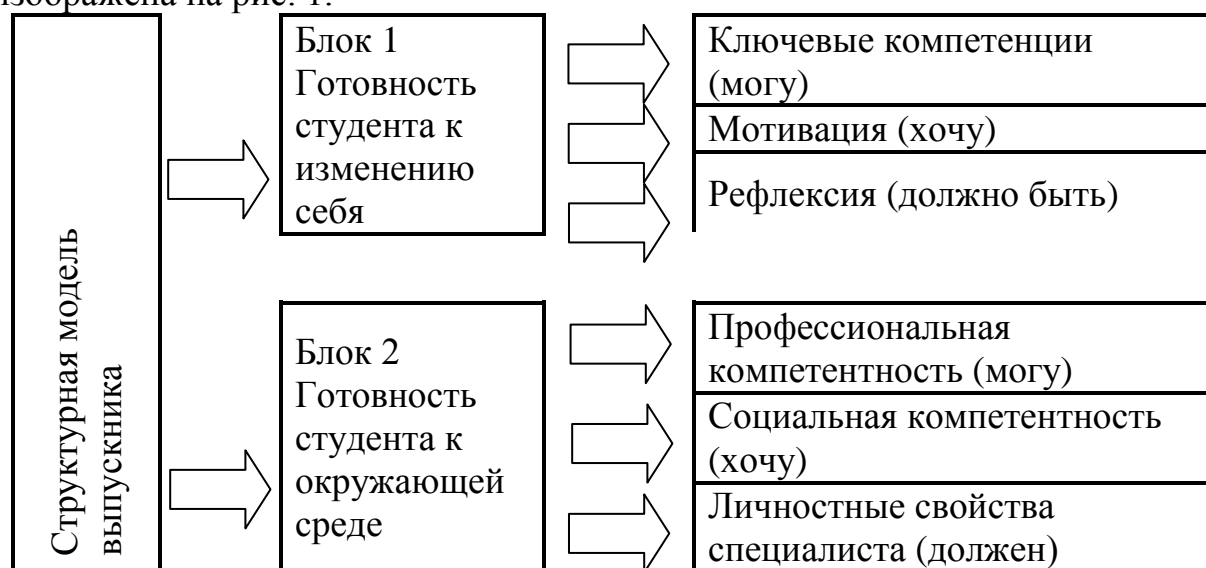 изображена на рис. 1.
Структурная модель
выпускника
Блок 1
Готовность
студента к
изменению
себя
Ключевые компетенции
(могу)
Мотивация (хочу)
Рефлексия (должно быть)
Блок 2
Готовность
студента к
окружающей
среде
Профессиональная
компетентность (могу)
Социальная компетентность
(хочу)
Личностные свойства
специалиста (должен)